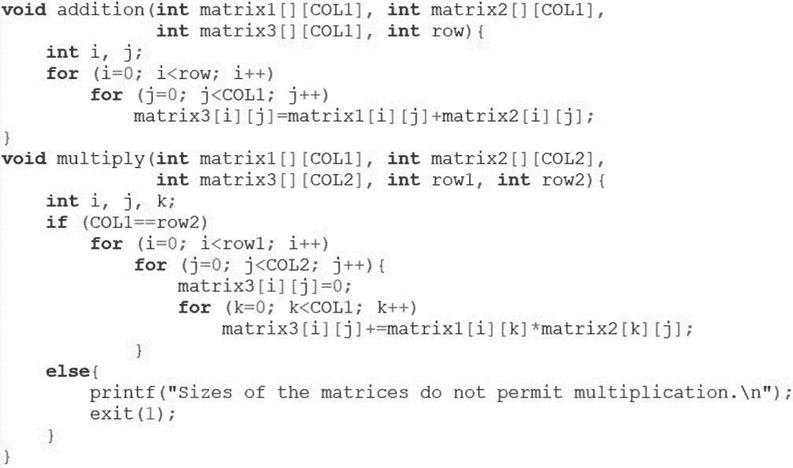 void addition(int matrix1[][COL1], int matrix2[][COL1],
              int matrix3[][COL1], int row){
    int i, j;
    for (i=0; i<row; i++)
        for (j=0; j<COL1; j++)
            matrix3[i][j]=matrix1[i][j]+matrix2[i][j];
}
void multiply(int matrix1[][COL1], int matrix2[][COL2],
              int matrix3[][COL2], int row1, int row2){
    int i, j, k;
    if (COL1==row2)
        for (i=0; i<row1; i++)
            for (j=0; j<COL2; j++){
                matrix3[i][j]=0;
                for (k=0; k<COL1; k++)
                    matrix3[i][j]+=matrix1[i][k]*matrix2[k][j];
            }
    else{
        printf("Sizes of the matrices do not permit multiplication.\n");
        exit(1);
    }
}